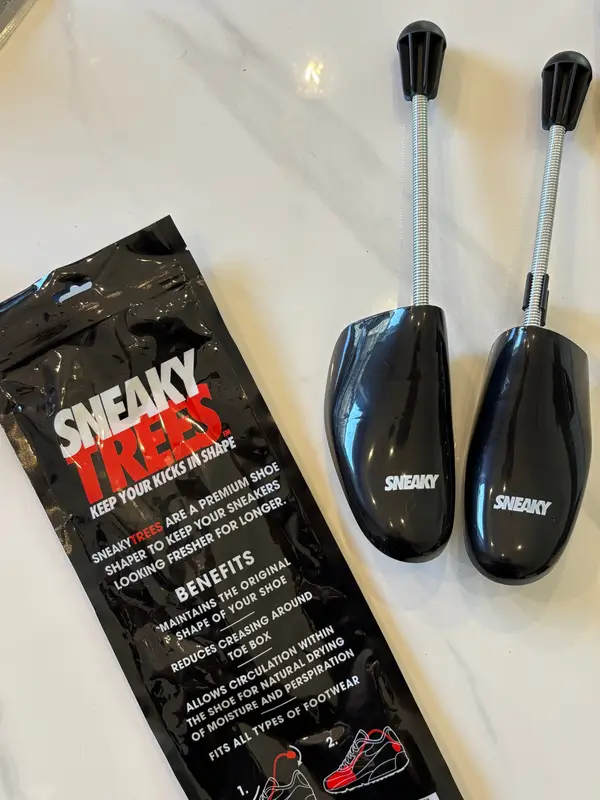 SNEAKY
TREES™
KEEP YOUR KICKS IN SHAPE
SNEAKYTREES ARE A PREMIUM SHOE
SHAPER TO KEEP YOUR SNEAKERS
LOOKING FRESHER FOR LONGER.
BENEFITS
*MAINTAINS THE ORIGINAL
SHAPE OF YOUR SHOE
REDUCES CREASING AROUND
TOE BOX
ALLOWS CIRCULATION WITHIN
THE SHOE FOR NATURAL DRYING
OF MOISTURE AND PERSPIRATION
FITS ALL TYPES OF FOOTWEAR
1.
2.
SNEAKY
SNEAKY